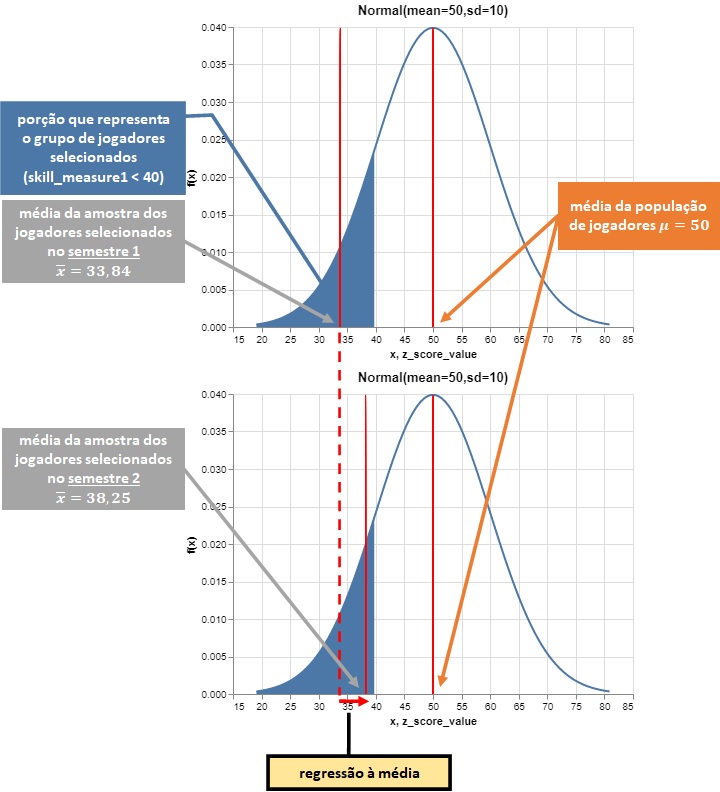 Normal(mean=50,sd=10)
0.040
0.035
0.030
0.025
0.020
0.015
0.010
0.005
0.000
f(x)
15 20 25 30 35 40 45 50 55 60 65 70 75 80 85
x, z_score_value
porção que representa
o grupo de jogadores
selecionados
(skill_measure1 < 40)
média da amostra dos
jogadores selecionados
no semestre 1
x̅ = 33,84
média da população
de jogadores μ = 50
Normal(mean=50,sd=10)
0.040
0.035
0.030
0.025
0.020
0.015
0.010
0.005
0.000
f(x)
15 20 25 30 35 40 45 50 55 60 65 70 75 80 85
x, z_score_value
média da amostra dos
jogadores selecionados
no semestre 2
x̅ = 38,25
regressão à média